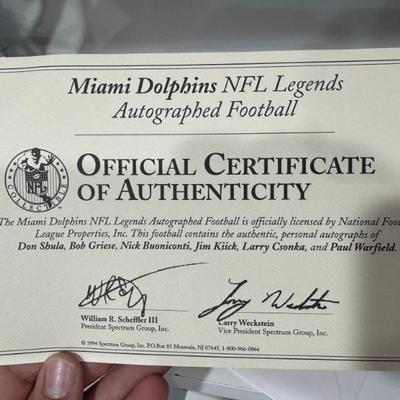 Miami Dolphins NFL Legends
Autographed Football
NFL
COLLECTIBLES
OFFICIAL CERTIFICATE
OF AUTHENTICITY
The Miami Dolphins NFL Legends Autographed Football is officially licensed by National Foo
League Properties, Inc. This football contains the authentic, personal autographs of
Don Shula, Bob Griese, Nick Buoniconti, Jim Kiick, Larry Csonka, and Paul Warfield.
William R. Scheffler III
President Spectrum Group, Inc.
Larry Weckstein
Vice President Spectrum Group, Inc.
© 1994 Spectrum Group, Inc. P.O. Box 85 Montvale, NJ 07645, 1-800-966-0866